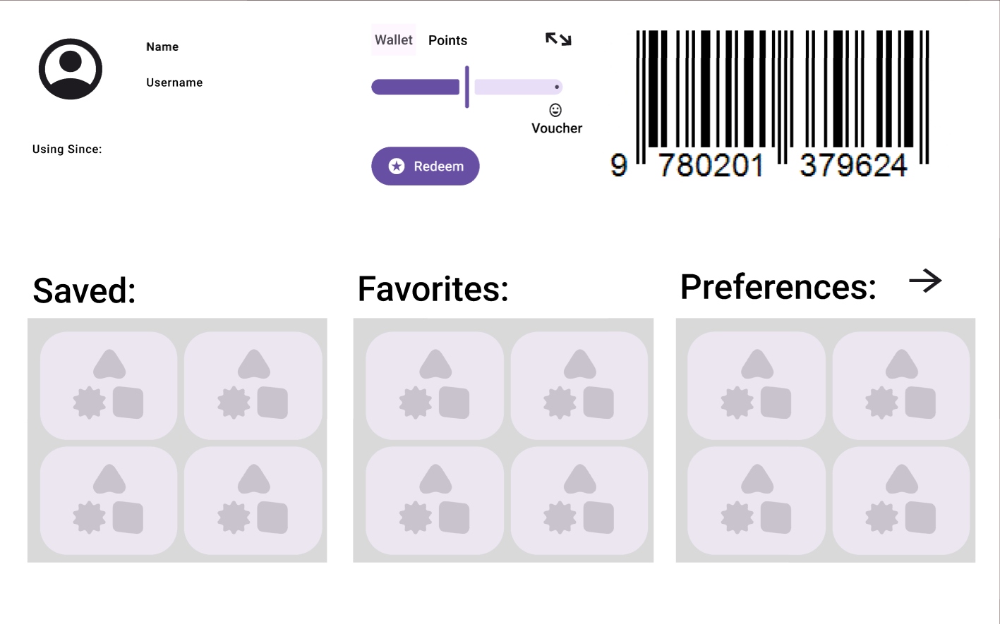 Name
Username
Using Since:
Wallet Points
Voucher
Redeem
9 780201 379624
Saved:
Favorites:
Preferences: